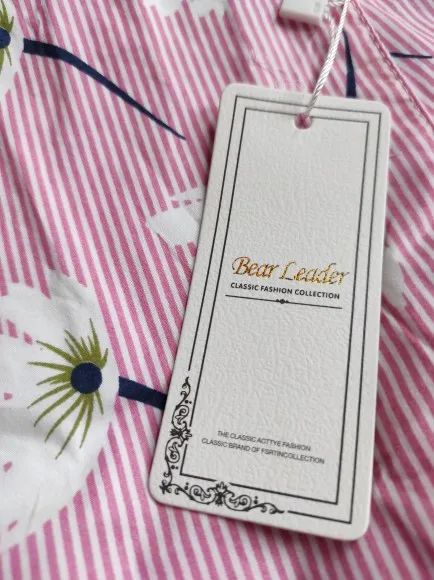 Bear Leader
CLASSIC FASHION COLLECTION
THE CLASSIC ACTTYE FASHION
CLASSIC BRAND OF FSRTINCOLLECTION